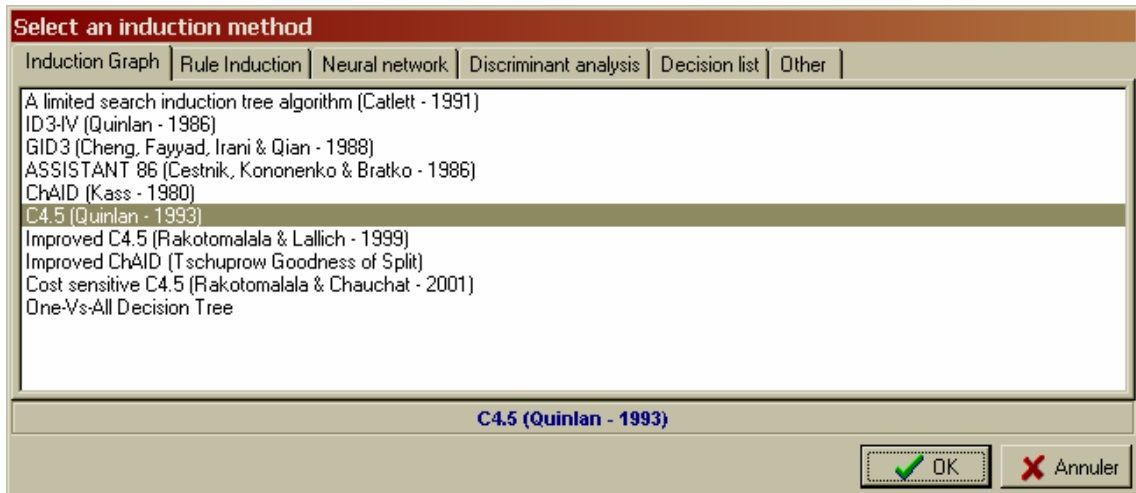 Select an induction method
Induction Graph Rule Induction Neural network Discriminant analysis Decision list Other
A limited search induction tree algorithm (Catlett - 1991)
ID3-IV (Quinlan - 1986)
GID3 (Cheng, Fayyad, Irani & Qian - 1988)
ASSISTANT 86 (Cestnik, Kononenko & Bratko - 1986)
ChAID (Kass - 1980)
C4.5 (Quinlan - 1993)
Improved C4.5 (Rakotomalala & Lallich - 1999)
Improved ChAID (Tschuprow Goodness of Split)
Cost sensitive C4.5 (Rakotomalala & Chauchat - 2001)
One-Vs-All Decision Tree
C4.5 (Quinlan - 1993)
OK Annuler